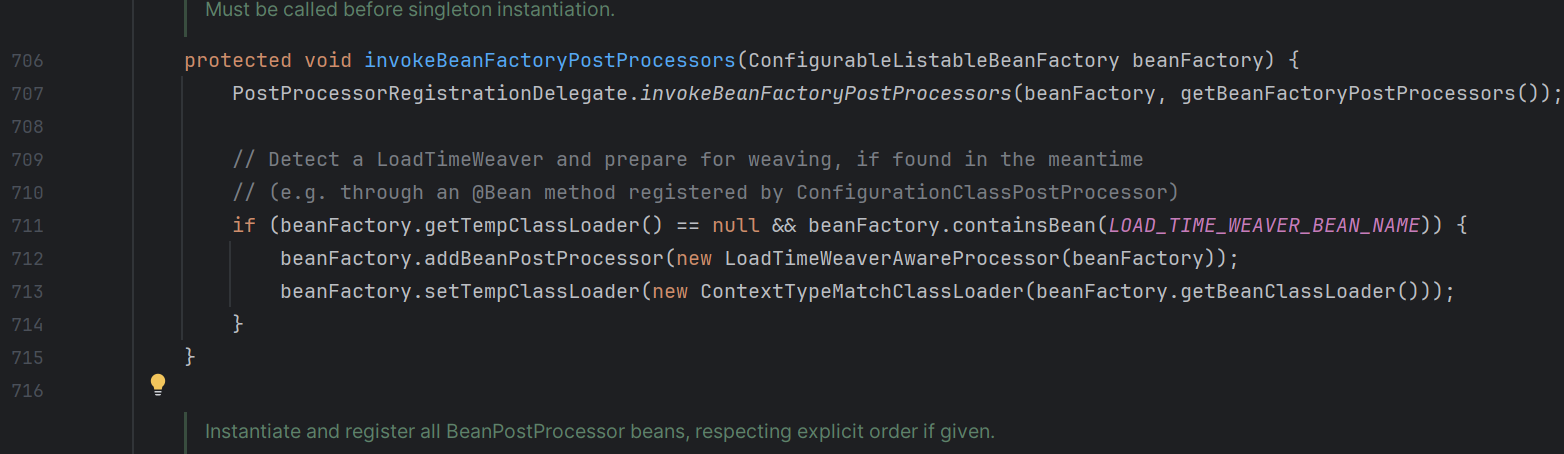 Must be called before singleton instantiation.
706 protected void invokeBeanFactoryPostProcessors(ConfigurableListableBeanFactory beanFactory) {
707 PostProcessorRegistrationDelegate.invokeBeanFactoryPostProcessors(beanFactory, getBeanFactoryPostProcessors());
708
709 // Detect a LoadTimeWeaver and prepare for weaving, if found in the meantime
710 // (e.g. through an @Bean method registered by ConfigurationClassPostProcessor)
711 if (beanFactory.getTempClassLoader() == null && beanFactory.containsBean(LOAD_TIME_WEAVER_BEAN_NAME)) {
712 beanFactory.addBeanPostProcessor(new LoadTimeWeaverAwareProcessor(beanFactory));
713 beanFactory.setTempClassLoader(new ContextTypeMatchClassLoader(beanFactory.getBeanClassLoader()));
714 }
715 }
716
Instantiate and register all BeanPostProcessor beans, respecting explicit order if given.